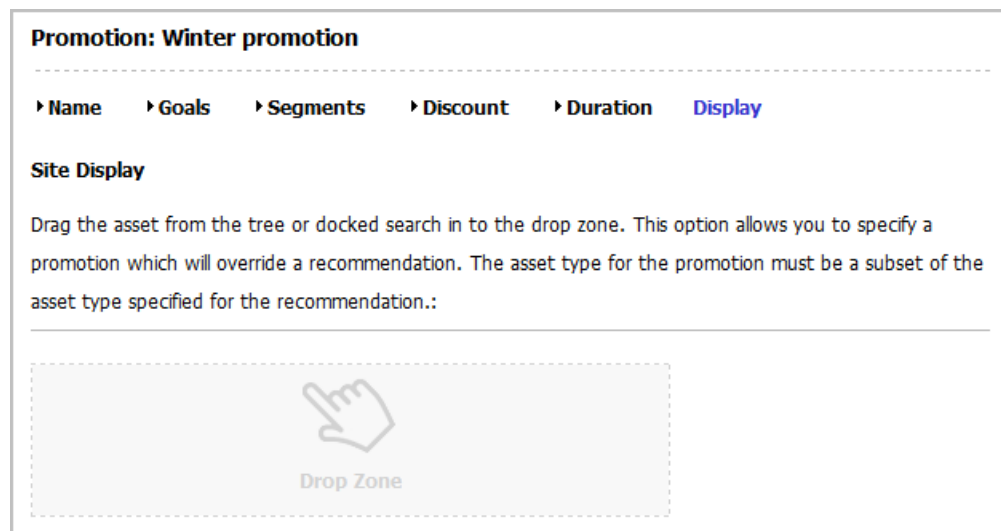 Promotion: Winter promotion
Name Goals Segments Discount Duration Display
Site Display
Drag the asset from the tree or docked search in to the drop zone. This option allows you to specify a
promotion which will override a recommendation. The asset type for the promotion must be a subset of the
asset type specified for the recommendation.:
Drop Zone